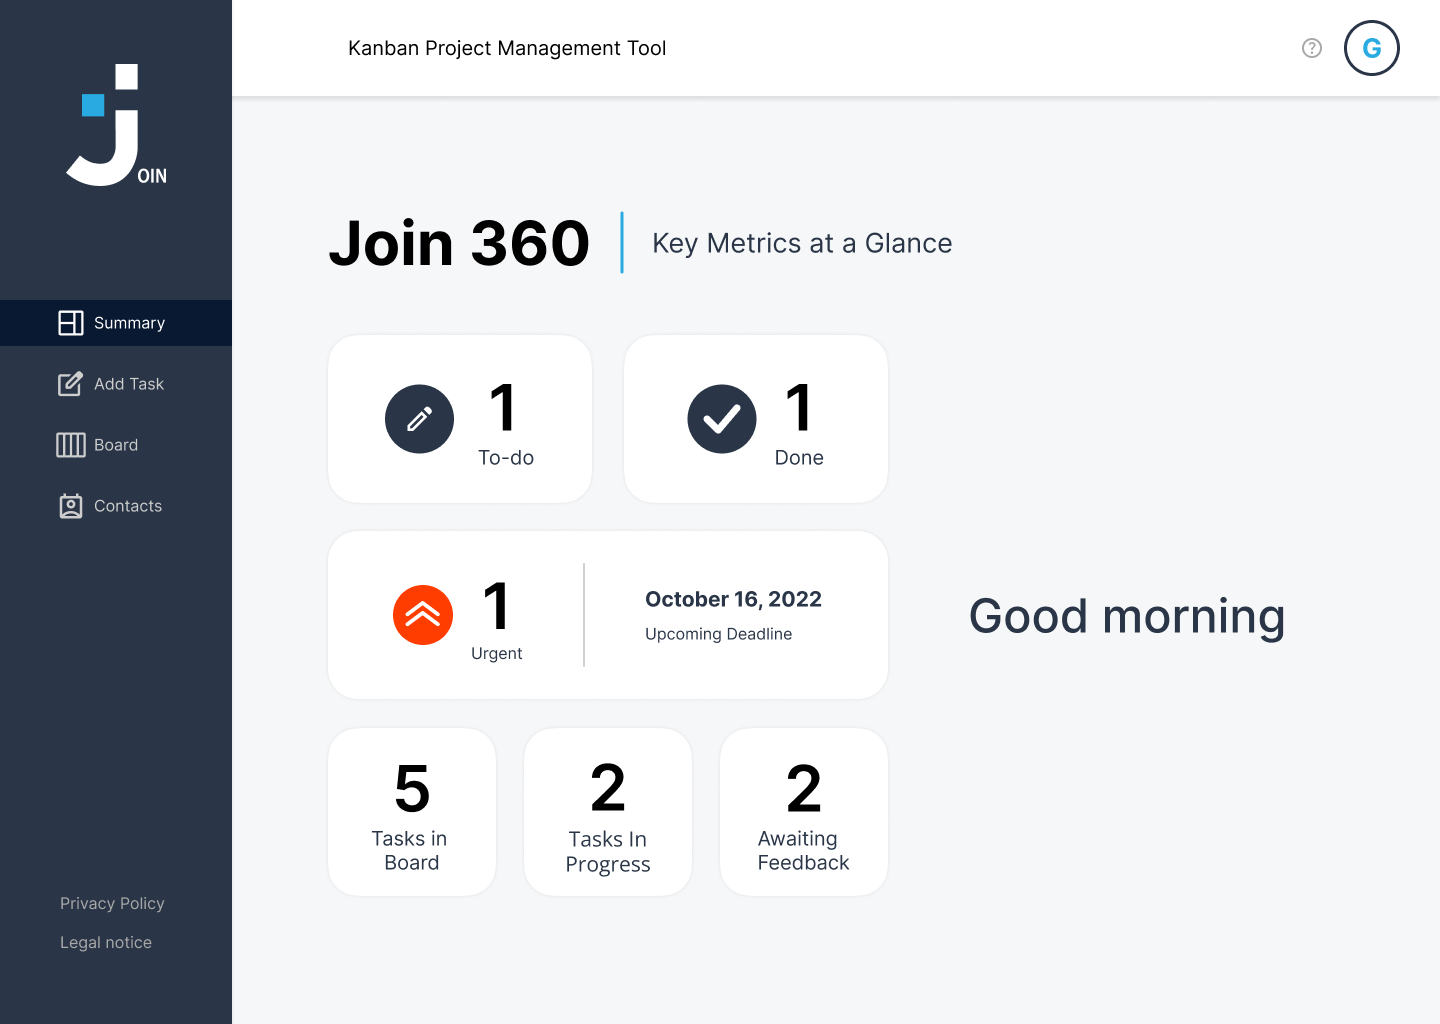 JOIN
Kanban Project Management Tool
G
Summary
Add Task
Board
Contacts
Privacy Policy
Legal notice
Join 360
Key Metrics at a Glance
1
To-do
1
Done
1
Urgent
October 16, 2022
Upcoming Deadline
5
Tasks in
Board
2
Tasks In
Progress
2
Awaiting
Feedback
Good morning